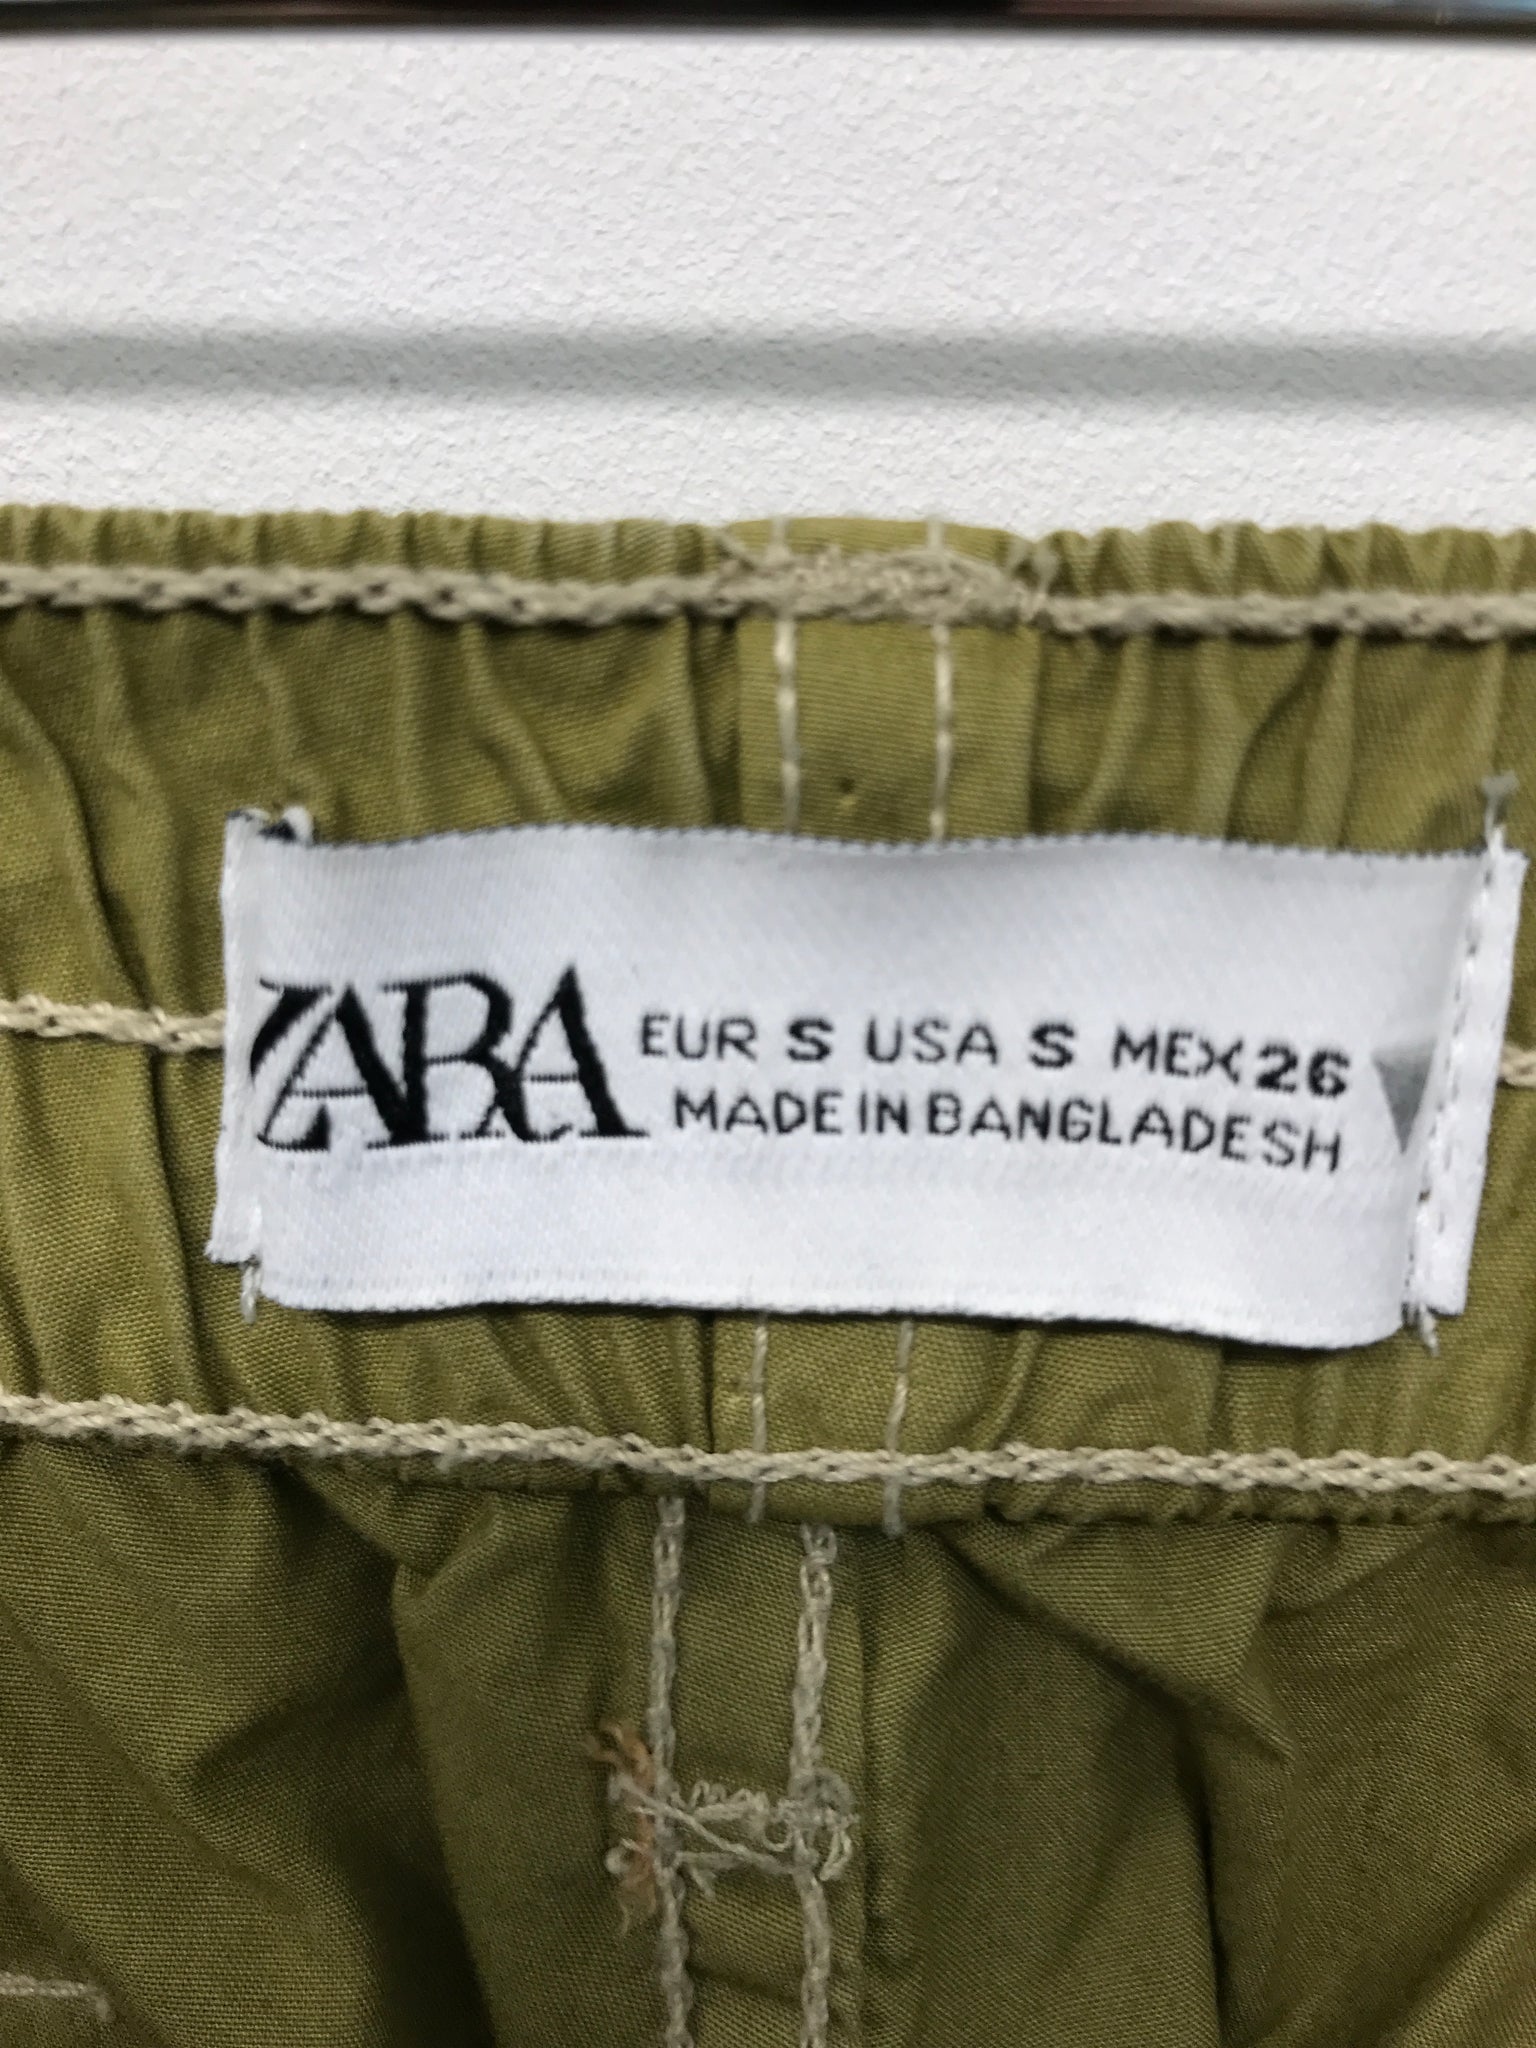 ZARA EUR S USA S MEX 26
MADE IN BANGLADESH